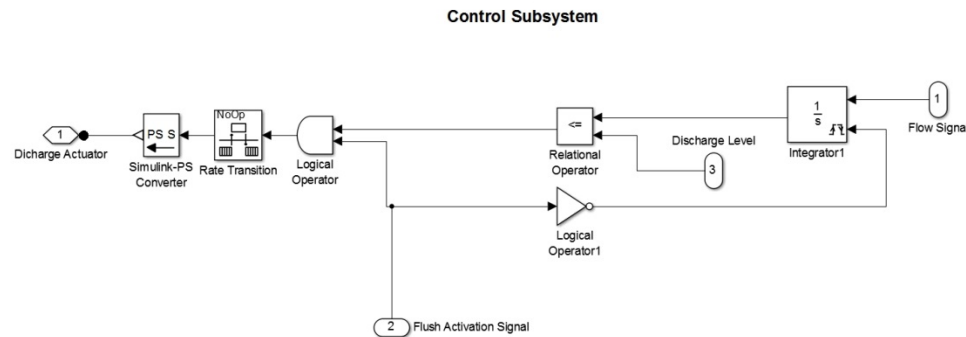 Control Subsystem
NoOp
1
s
1
<=
PS S
1
Flow Signa
Discharge Level
Integrator1
3
Dicharge Actuator
Simulink-PS
Converter
Rate Transition
Logical
Operator
Relational
Operator
Logical
Operator1
2
Flush Activation Signal